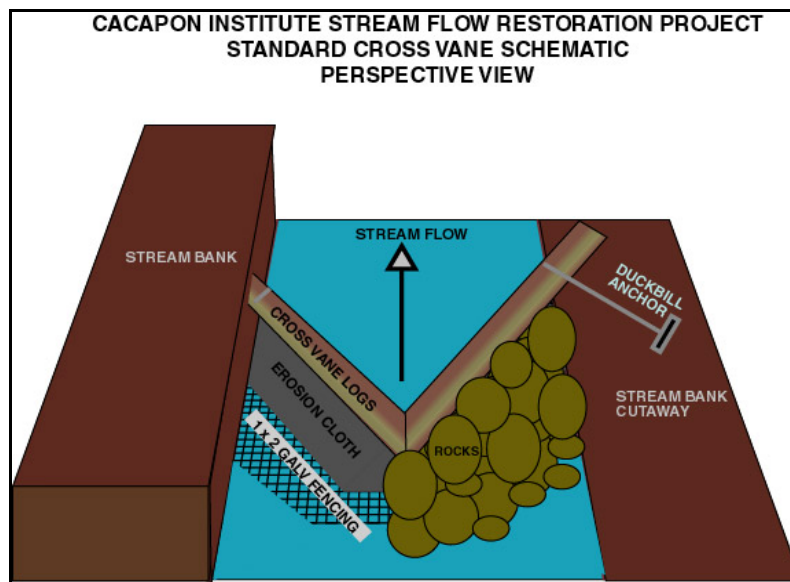 CACAPON INSTITUTE STREAM FLOW RESTORATION PROJECT
STANDARD CROSS VANE SCHEMATIC
PERSPECTIVE VIEW
STREAM FLOW
STREAM BANK
DUCKBILL
ANCHOR
CROSS VANE LOGS
EROSION CLOTH
1 x 2 GALV FENCING
STREAM BANK
CUTAWAY
ROCKS